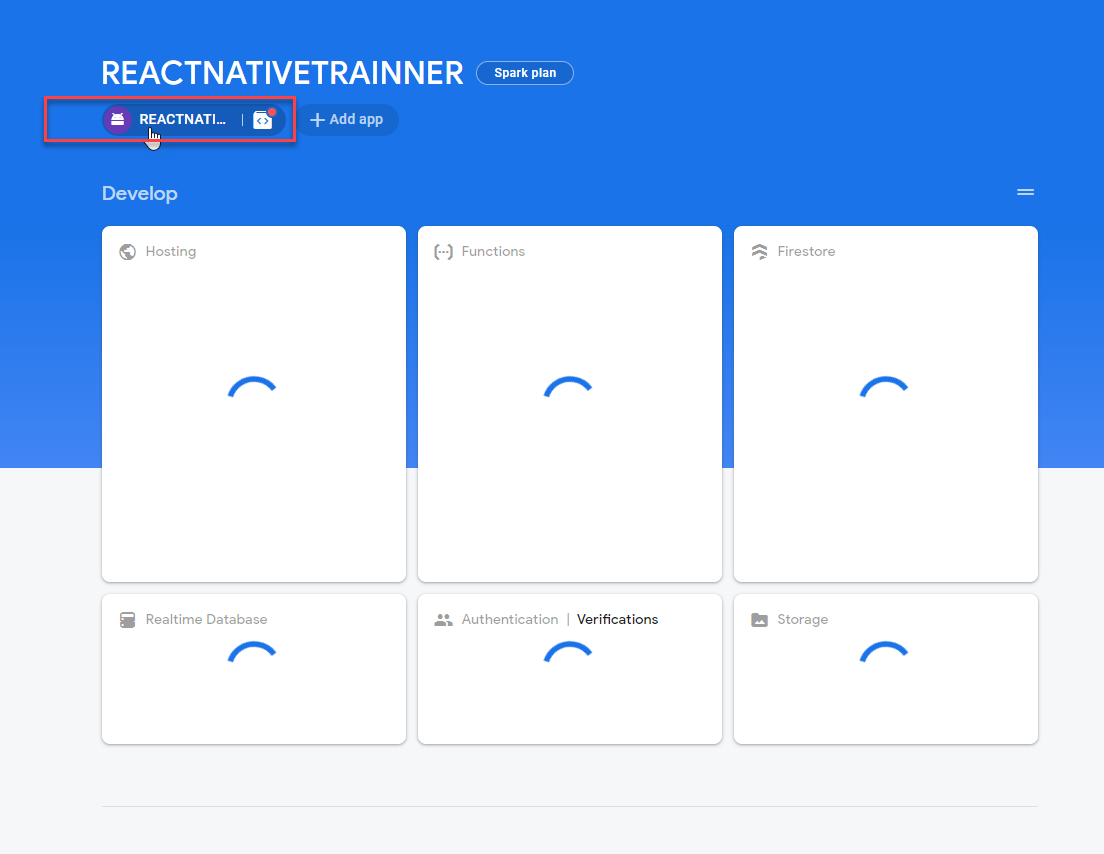 REACTNATIVETRAINNER Spark plan
REACTNATI... | Add app
Develop
Hosting
Functions
Firestore
Realtime Database
Authentication | Verifications
Storage